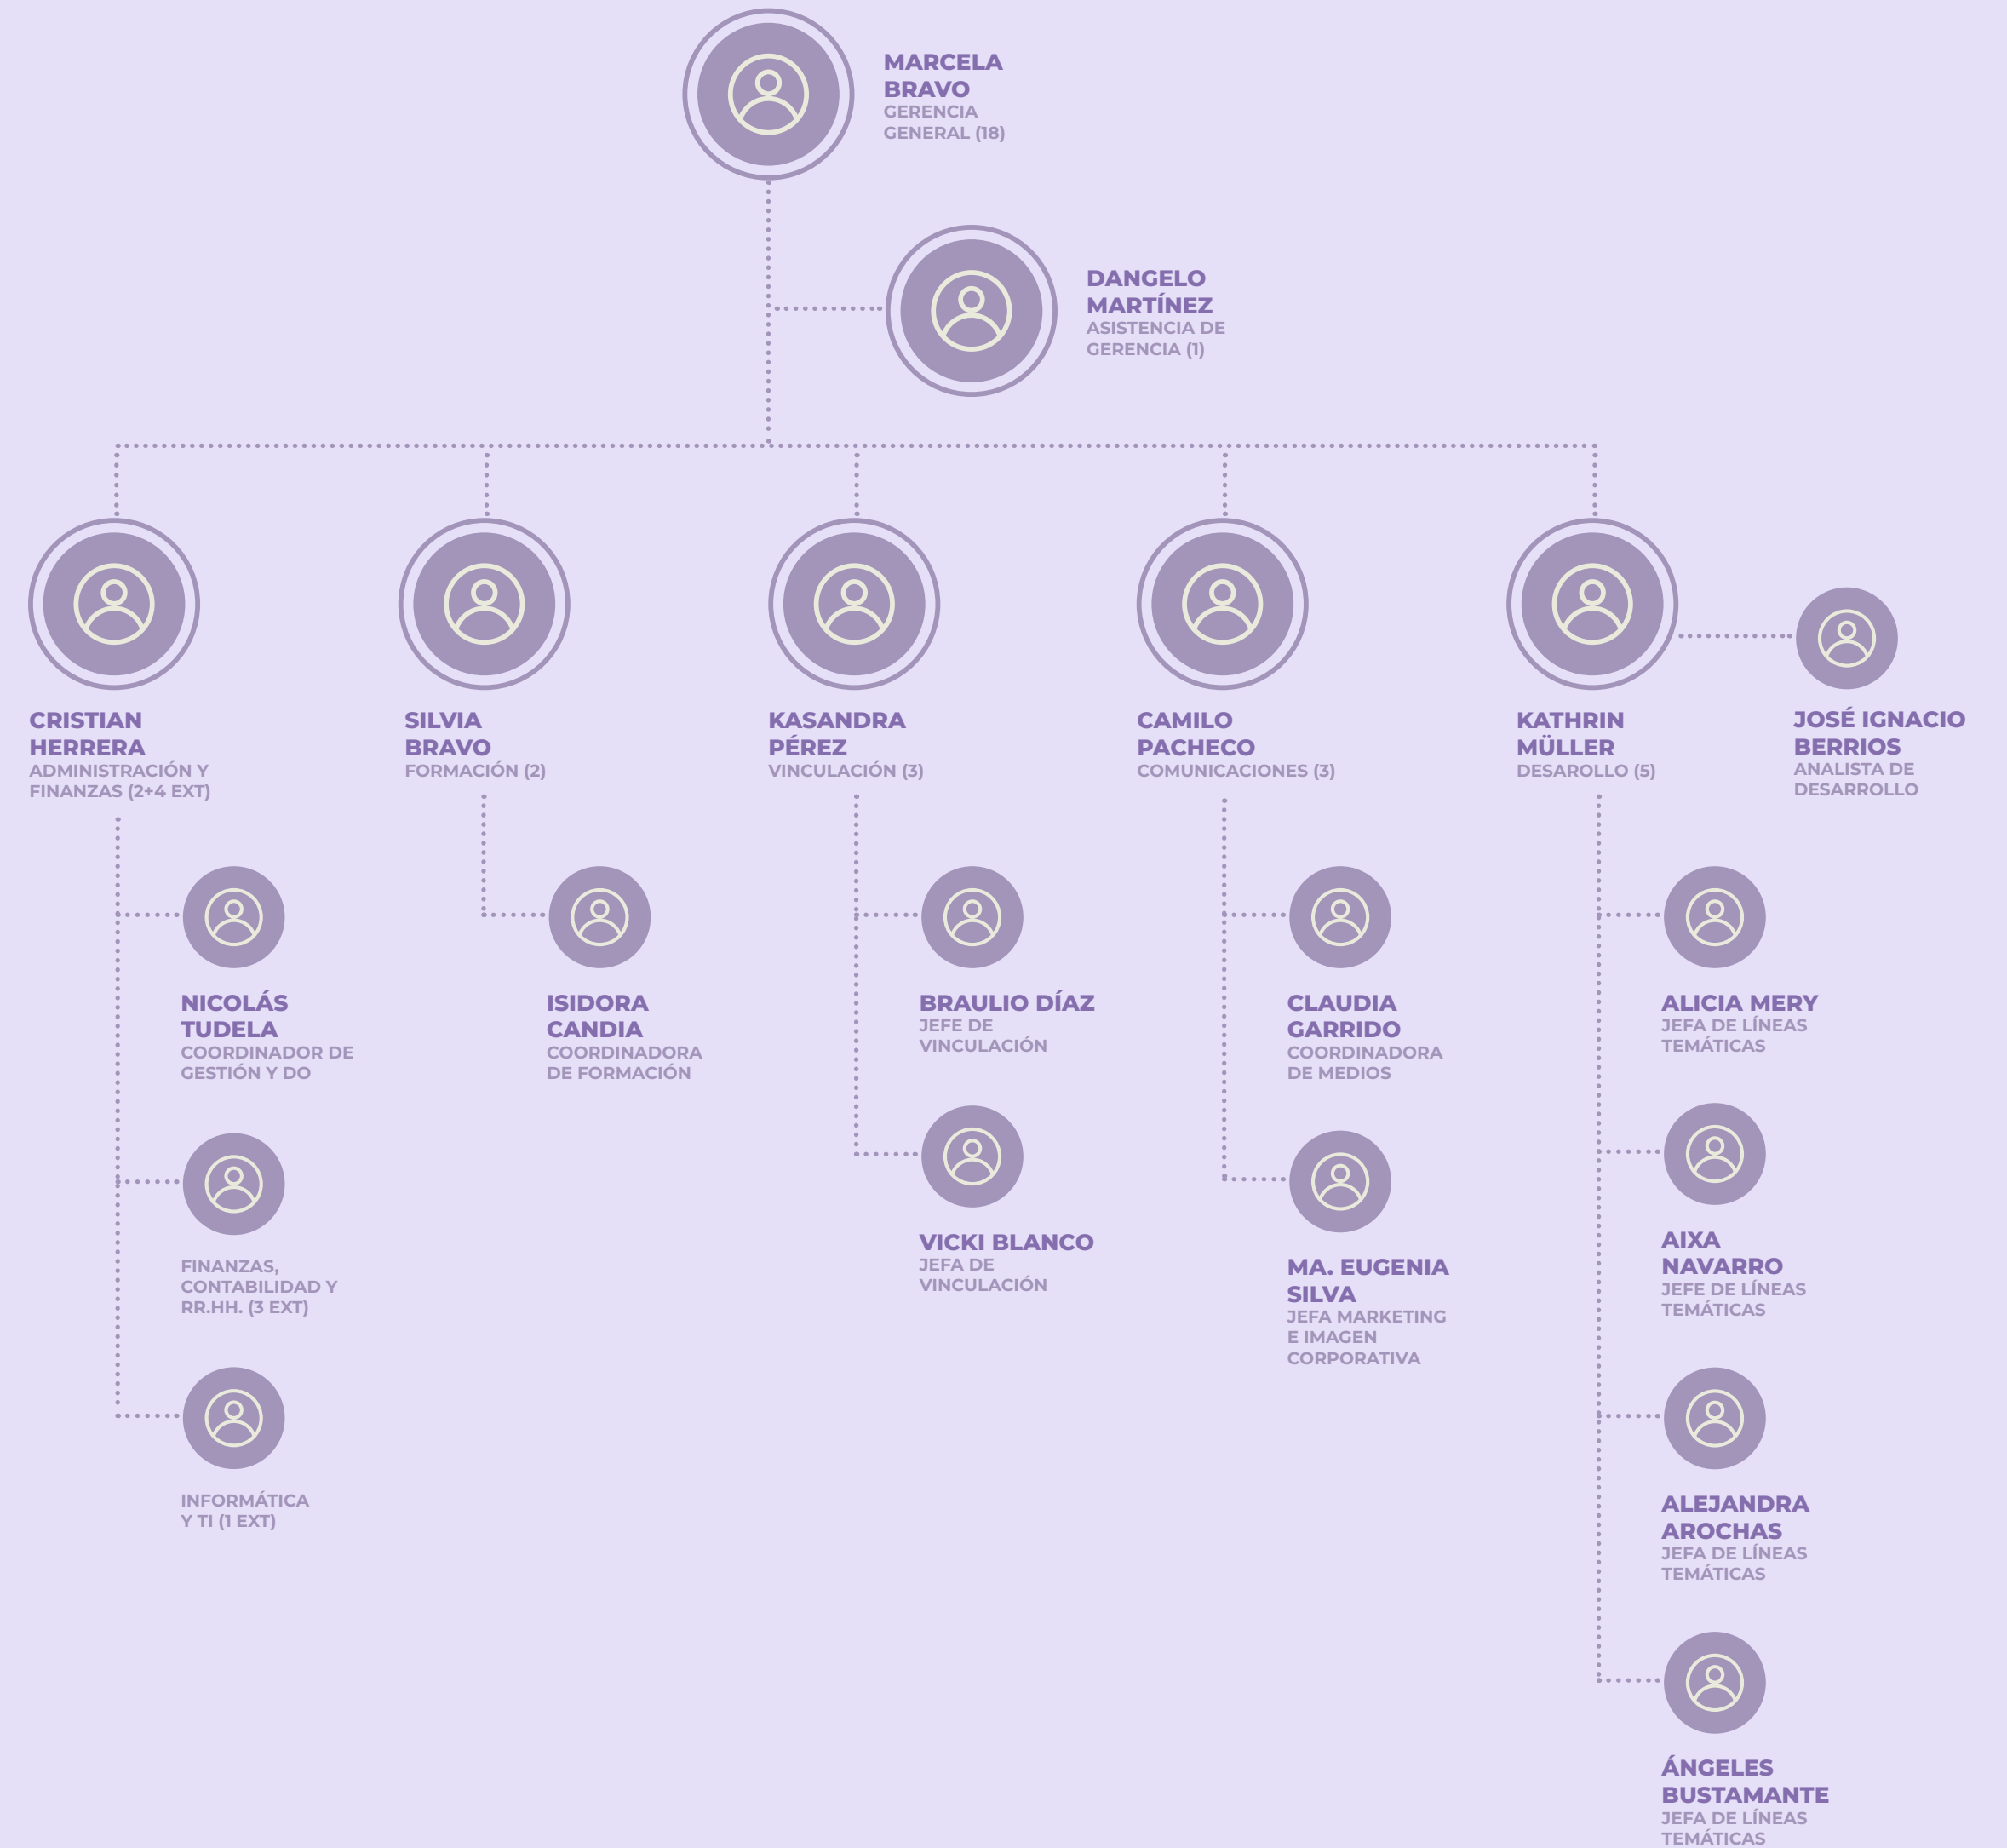 MARCELA
BRAVO
GERENCIA
GENERAL (18)
DANGELO
MARTÍNEZ
ASISTENCIA DE
GERENCIA (1)
CRISTIAN
HERRERA
ADMINISTRACIÓN Y
FINANZAS (2+4 EXT)
SILVIA
BRAVO
FORMACIÓN (2)
KASANDRA
PÉREZ
VINCULACIÓN (3)
CAMILO
PACHECO
COMUNICACIONES (3)
KATHRIN
MÜLLER
DESAROLLO (5)
JOSÉ IGNACIO
BERRIOS
ANALISTA DE
DESARROLLO
NICOLÁS
TUDELA
COORDINADOR DE
GESTIÓN Y DO
FINANZAS,
CONTABILIDAD Y
RR.HH. (3 EXT)
INFORMÁTICA
Y TI (1 EXT)
ISIDORA
CANDIA
COORDINADORA
DE FORMACIÓN
BRAULIO DÍAZ
JEFE DE
VINCULACIÓN
VICKI BLANCO
JEFA DE
VINCULACIÓN
CLAUDIA
GARRIDO
COORDINADORA
DE MEDIOS
MA. EUGENIA
SILVA
JEFA MARKETING
E IMAGEN
CORPORATIVA
ALICIA MERY
JEFA DE LÍNEAS
TEMÁTICAS
AIXA
NAVARRO
JEFE DE LÍNEAS
TEMÁTICAS
ALEJANDRA
AROCHAS
JEFA DE LÍNEAS
TEMÁTICAS
ÁNGELES
BUSTAMANTE
JEFA DE LÍNEAS
TEMÁTICAS